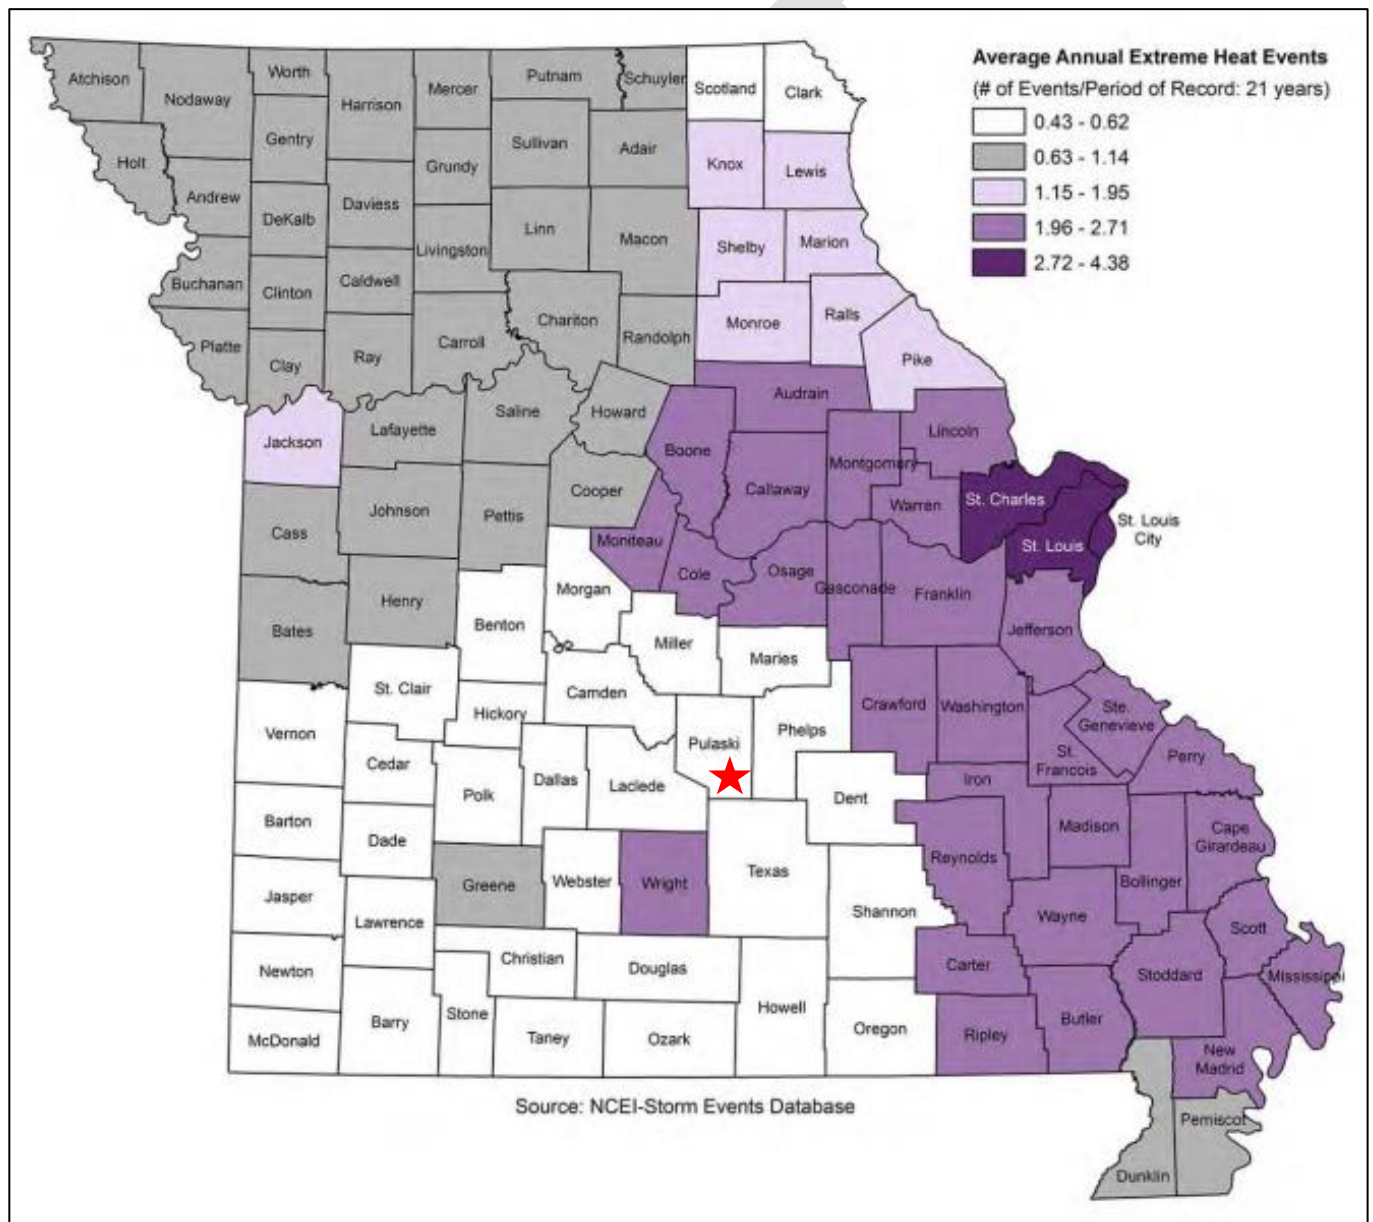 Average Annual Extreme Heat Events
(# of Events/Period of Record: 21 years)
0.43 - 0.62
0.63 - 1.14
1.15 - 1.95
1.96 - 2.71
2.72 - 4.38
Atchison
Nodaway
Worth
Harrison
Mercer
Putnam
Schuyler
Scotland
Clark
Gentry
Holt
Andrew
DeKalb
Daviess
Grundy
Sullivan
Adair
Knox
Lewis
Linn
Macon
Shelby
Marion
Livingston
Buchanan
Clinton
Caldwell
Chariton
Randolph
Monroe
Ralls
Pike
Platte
Clay
Ray
Carroll
Audrain
Jackson
Lafayette
Saline
Howard
Boone
Lincoln
Callaway
Montgomery
Warren
St. Charles
St. Louis
City
St. Louis
Cass
Johnson
Pettis
Cooper
Moniteau
Cole
Osage
Gasconade
Franklin
Jefferson
Bates
Henry
Benton
Morgan
Miller
Maries
St. Clair
Camden
Crawford
Washington
Ste.
Genevieve
Vernon
Hickory
Pulaski
Phelps
St.
Francois
Perry
Cedar
Polk
Dallas
Laclede
Dent
Iron
Madison
Cape
Girardeau
Barton
Dade
Reynolds
Bollinger
Jasper
Greene
Webster
Wright
Texas
Shannon
Wayne
Scott
Lawrence
Newton
Christian
Douglas
Carter
Stoddard
Mississippi
McDonald
Barry
Stone
Taney
Ozark
Howell
Oregon
Ripley
Butler
New
Madrid
Pemiscot
Dunklin
Source: NCEI-Storm Events Database